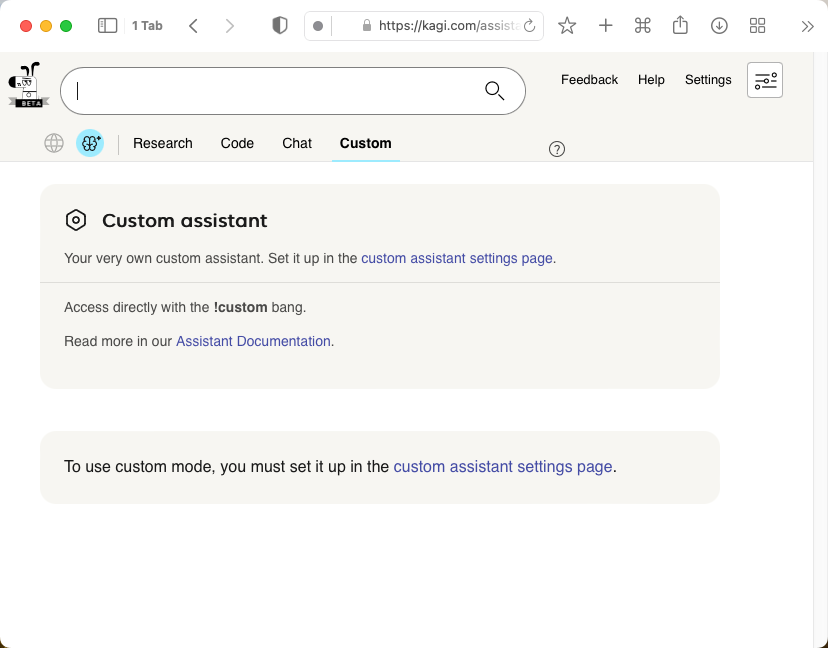 1 Tab
https://kagi.com/assist
BETA
Feedback Help Settings
Research Code Chat Custom
?
Custom assistant
Your very own custom assistant. Set it up in the custom assistant settings page.
Access directly with the !custom bang.
Read more in our Assistant Documentation.
To use custom mode, you must set it up in the custom assistant settings page.